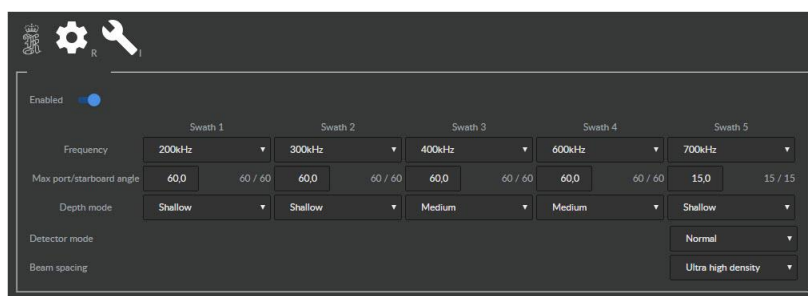 R I
Enabled
Swath 1 Swath 2 Swath 3 Swath 4 Swath 5
Frequency 200kHz 300kHz 400kHz 600kHz 700kHz
Max port/starboard angle 60,0 60 / 60 60,0 60 / 60 60,0 60 / 60 60,0 60 / 60 15,0 15 / 15
Depth mode Shallow Shallow Medium Medium Shallow
Detector mode Normal
Beam spacing Ultra high density